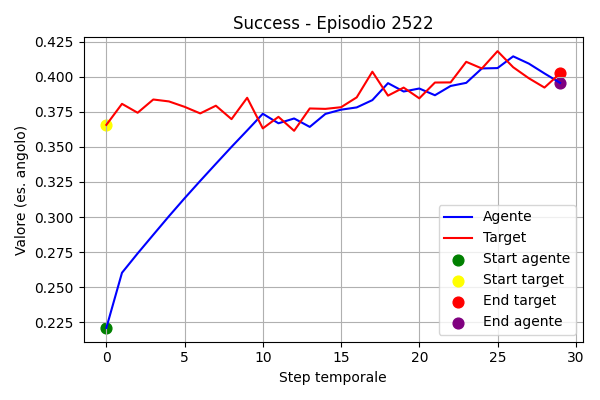 Success - Episodio 2522
Valore (es. angolo)
0.425
0.400
0.375
0.350
0.325
0.300
0.275
0.250
0.225
Agente
Target
Start agente
Start target
End target
End agente
0 5 10 15 20 25 30
Step temporale